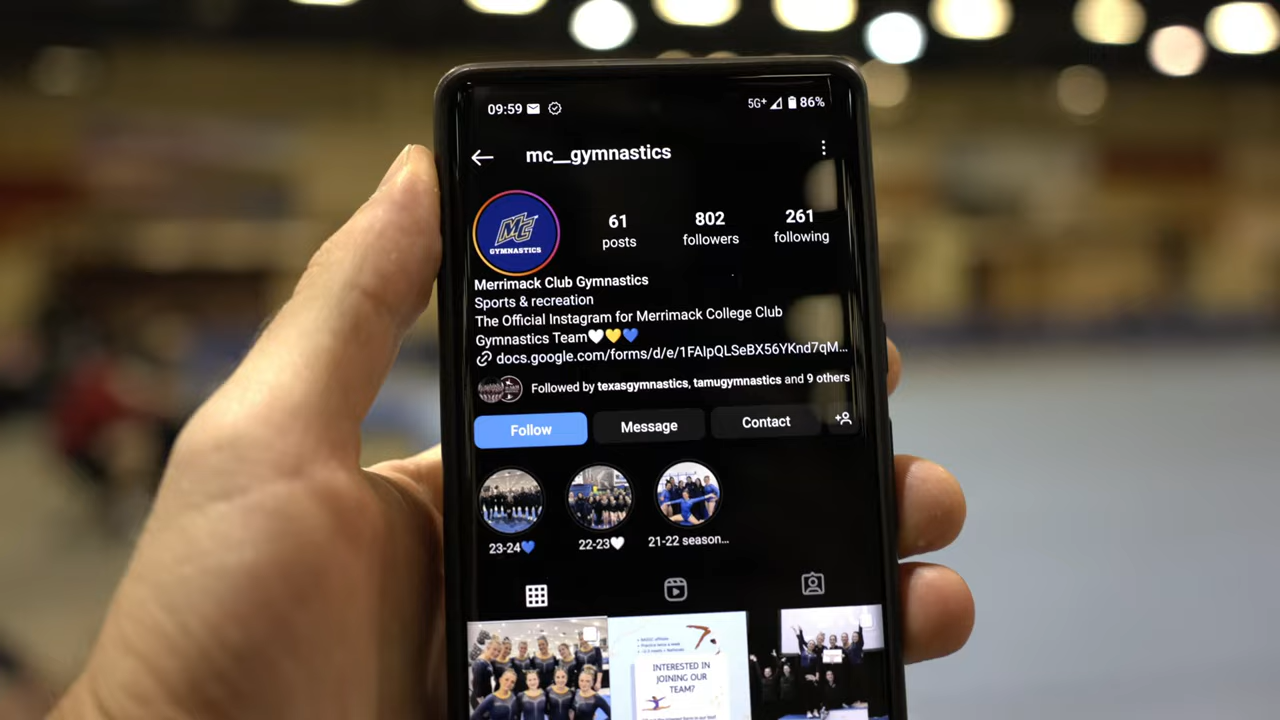 09:59
5G+ 86%
mc__gymnastics
MC
GYMNASTICS
61 802 261
posts followers following
Merrimack Club Gymnastics
Sports & recreation
The Official Instagram for Merrimack College Club
Gymnastics Team🤍💛💙
docs.google.com/forms/d/e/1FAIpQLSeBX56YKnd7qM...
Followed by texasgymnastics, tamugymnastics and 9 others
Follow Message Contact
23-24💙 22-23🤍 21-22 season...
INTERESTED IN
JOINING OUR
TEAM?